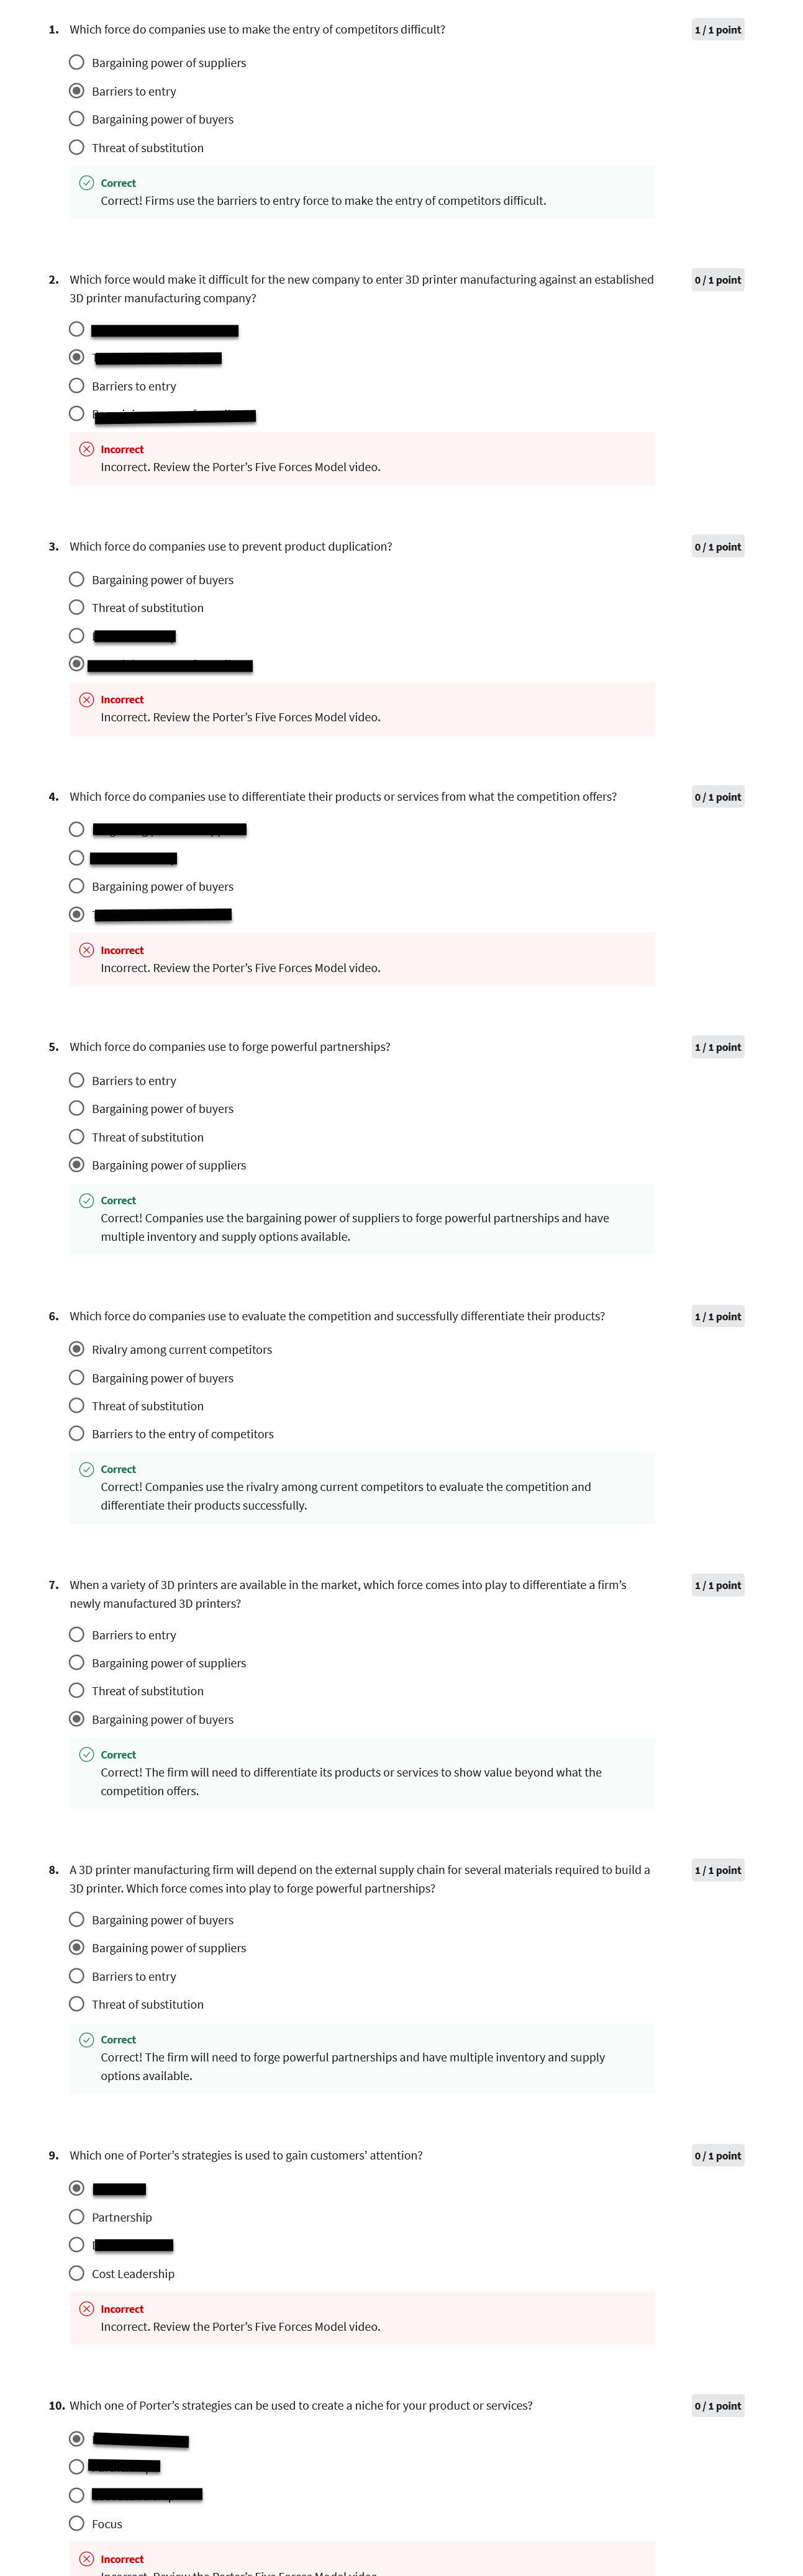 1. Which force do companies use to make the entry of competitors difficult?
1 / 1 point
Bargaining power of suppliers
Barriers to entry
Bargaining power of buyers
Threat of substitution
Correct
Correct! Firms use the barriers to entry force to make the entry of competitors difficult.
2. Which force would make it difficult for the new company to enter 3D printer manufacturing against an established
3D printer manufacturing company?
0 / 1 point
Barriers to entry
Incorrect
Incorrect. Review the Porter’s Five Forces Model video.
3. Which force do companies use to prevent product duplication?
0 / 1 point
Bargaining power of buyers
Threat of substitution
Incorrect
Incorrect. Review the Porter’s Five Forces Model video.
4. Which force do companies use to differentiate their products or services from what the competition offers?
0 / 1 point
Bargaining power of buyers
Incorrect
Incorrect. Review the Porter’s Five Forces Model video.
5. Which force do companies use to forge powerful partnerships?
1 / 1 point
Barriers to entry
Bargaining power of buyers
Threat of substitution
Bargaining power of suppliers
Correct
Correct! Companies use the bargaining power of suppliers to forge powerful partnerships and have
multiple inventory and supply options available.
6. Which force do companies use to evaluate the competition and successfully differentiate their products?
1 / 1 point
Rivalry among current competitors
Bargaining power of buyers
Threat of substitution
Barriers to the entry of competitors
Correct
Correct! Companies use the rivalry among current competitors to evaluate the competition and
differentiate their products successfully.
7. When a variety of 3D printers are available in the market, which force comes into play to differentiate a firm’s
newly manufactured 3D printers?
1 / 1 point
Barriers to entry
Bargaining power of suppliers
Threat of substitution
Bargaining power of buyers
Correct
Correct! The firm will need to differentiate its products or services to show value beyond what the
competition offers.
8. A 3D printer manufacturing firm will depend on the external supply chain for several materials required to build a
3D printer. Which force comes into play to forge powerful partnerships?
1 / 1 point
Bargaining power of buyers
Bargaining power of suppliers
Barriers to entry
Threat of substitution
Correct
Correct! The firm will need to forge powerful partnerships and have multiple inventory and supply
options available.
9. Which one of Porter’s strategies is used to gain customers’ attention?
0 / 1 point
Partnership
Cost Leadership
Incorrect
Incorrect. Review the Porter’s Five Forces Model video.
10. Which one of Porter’s strategies can be used to create a niche for your product or services?
0 / 1 point
Focus
Incorrect
Incorrect. Review the Porter’s Five Forces Model video.